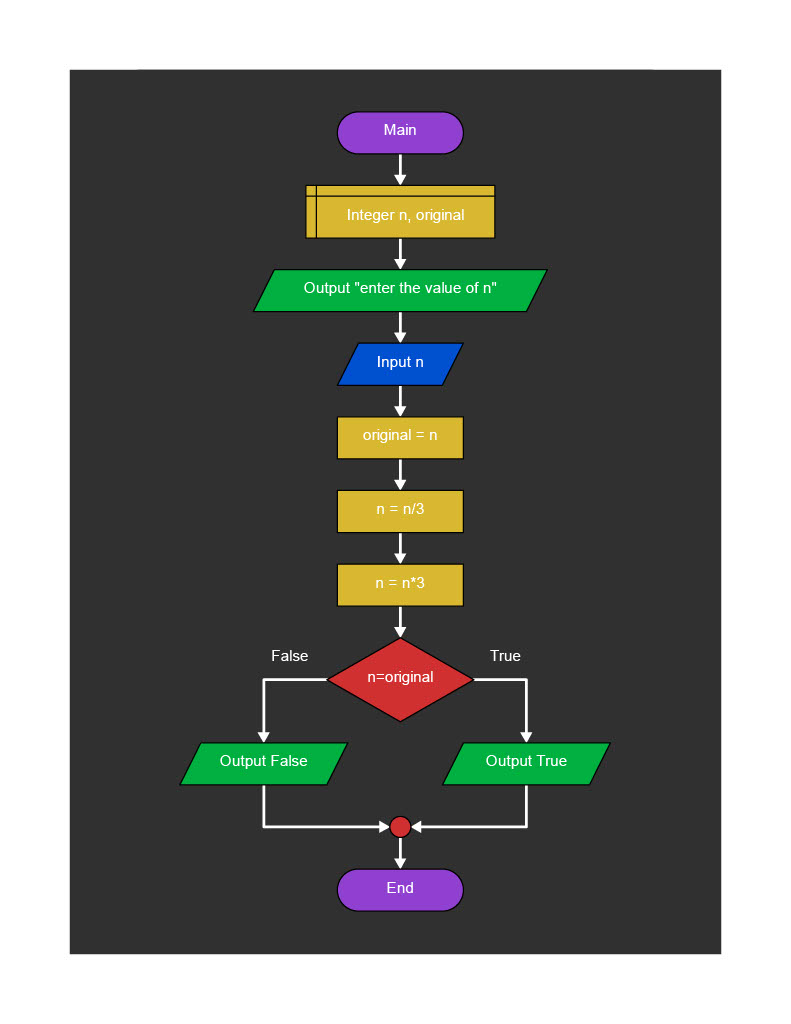 Main
Integer n, original
Output "enter the value of n"
Input n
original = n
n = n/3
n = n*3
n=original
False
True
Output False
Output True
End